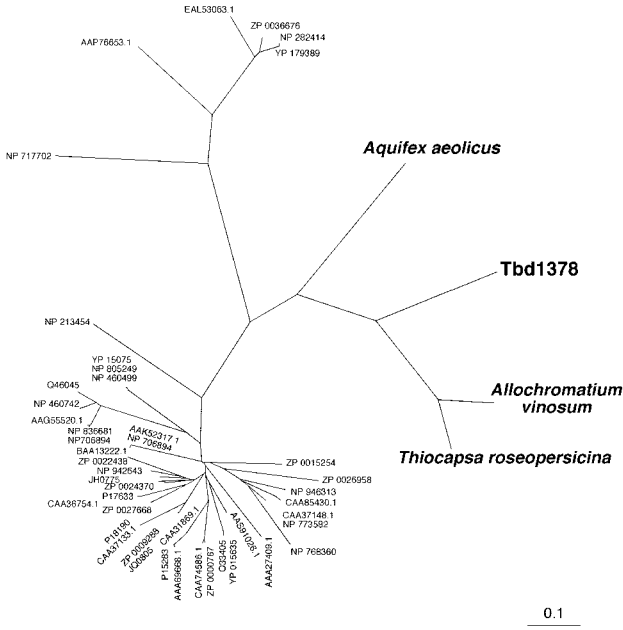 EAL53063.1
ZP 0036676
NP 282414
YP 179389
AAP76653.1
NP 717702
Aquifex aeolicus
Tbd1378
NP 213454
YP 15075
NP 805249
NP 460499
Q46045
NP 460742
AAG55520.1
NP 836681
NP706894
AAK52317.1
NP 706894
BAA13222.1
ZP 0022438
NP 942643
JH0775
ZP 0024370
P17633
CAA36754.1
ZP 0027668
Allochromatium
vinosum
Thiocapsa roseopersicina
ZP 0015254
ZP 0026958
NP 946313
CAA85430.1
CAA37148.1
NP 773582
NP 768360
P18190
CAA37133.1
ZP 0009288
JQ0805
CAA31869.1
P15283
AAA69668.1
CAA74586.1
ZP 0000767
O33405
YP 015635
AAS91026.1
AAA27409.1
0.1